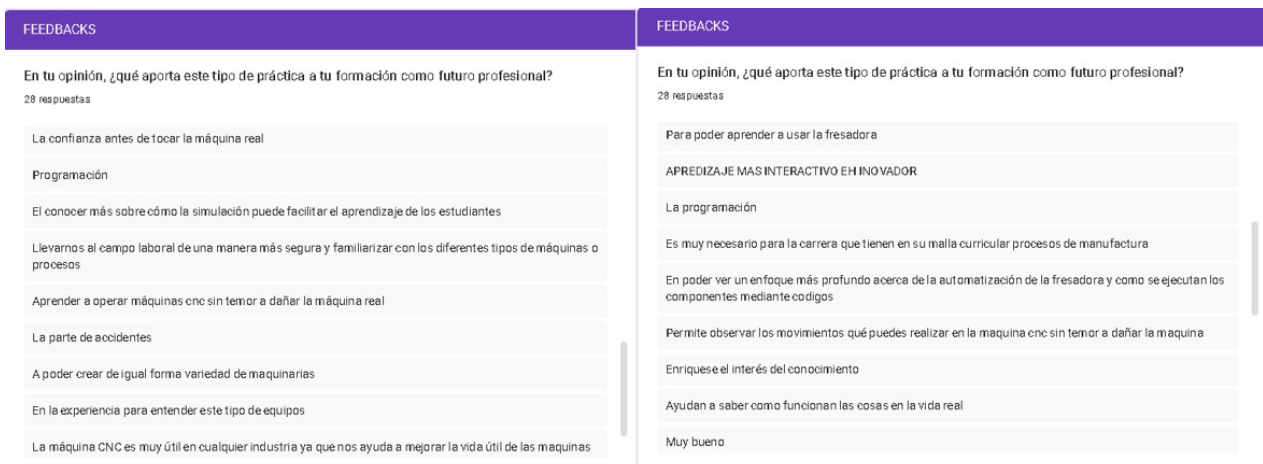 FEEDBACKS
En tu opinión, ¿qué aporta este tipo de práctica a tu formación como futuro profesional?
28 respuestas
La confianza antes de tocar la máquina real
Programación
El conocer más sobre cómo la simulación puede facilitar el aprendizaje de los estudiantes
Llevarnos al campo laboral de una manera más segura y familiarizar con los diferentes tipos de máquinas o
procesos
Aprender a operar máquinas cnc sin temor a dañar la máquina real
La parte de accidentes
A poder crear de igual forma variedad de maquinarias
En la experiencia para entender este tipo de equipos
La máquina CNC es muy útil en cualquier industria ya que nos ayuda a mejorar la vida útil de las maquinas
FEEDBACKS
En tu opinión, ¿qué aporta este tipo de práctica a tu formación como futuro profesional?
28 respuestas
Para poder aprender a usar la fresadora
APREDIZAJE MAS INTERACTIVO EH INOVADOR
La programación
Es muy necesario para la carrera que tienen en su malla curricular procesos de manufactura
En poder ver un enfoque más profundo acerca de la automatización de la fresadora y como se ejecutan los
componentes mediante codigos
Permite observar los movimientos qué puedes realizar en la maquina cnc sin temor a dañar la maquina
Enriquese el interés del conocimiento
Ayudan a saber como funcionan las cosas en la vida real
Muy bueno